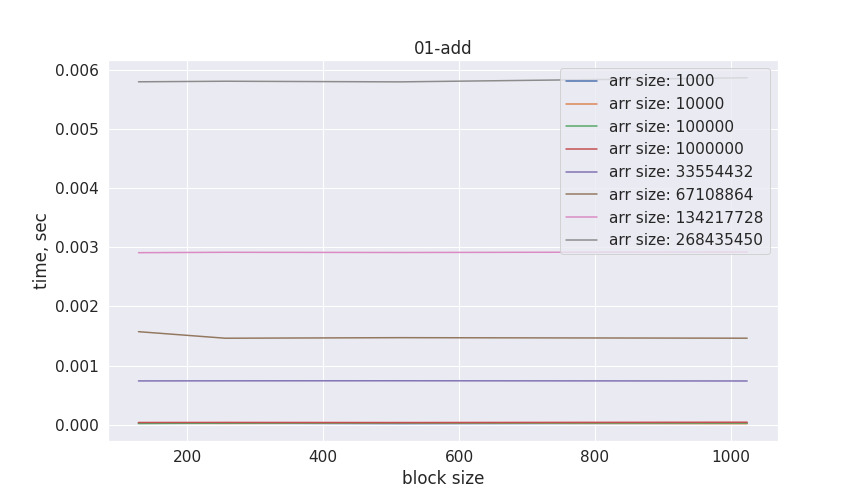 01-add
0.006
0.005
0.004
0.003
0.002
0.001
0.000
time, sec
arr size: 1000
arr size: 10000
arr size: 100000
arr size: 1000000
arr size: 33554432
arr size: 67108864
arr size: 134217728
arr size: 268435450
200 400 600 800 1000
block size